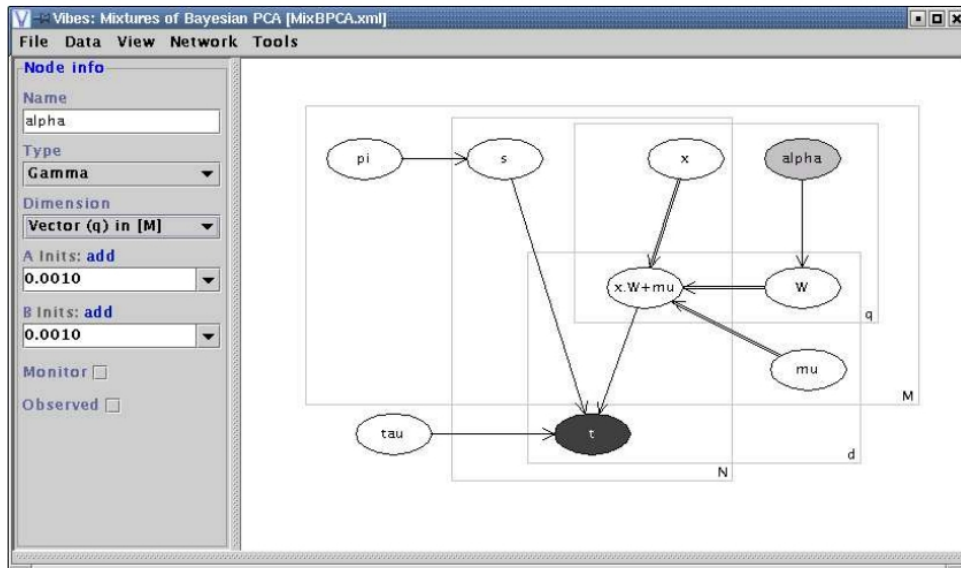 Vibes: Mixtures of Bayesian PCA [MixBPCA.xml]
File Data View Network Tools
Node info
Name
alpha
Type
Gamma
Dimension
Vector (q) in [M]
A Inits: add
0.0010
B Inits: add
0.0010
Monitor
Observed
pi
s
x
alpha
x.W+mu
W
q
mu
M
tau
t
d
N